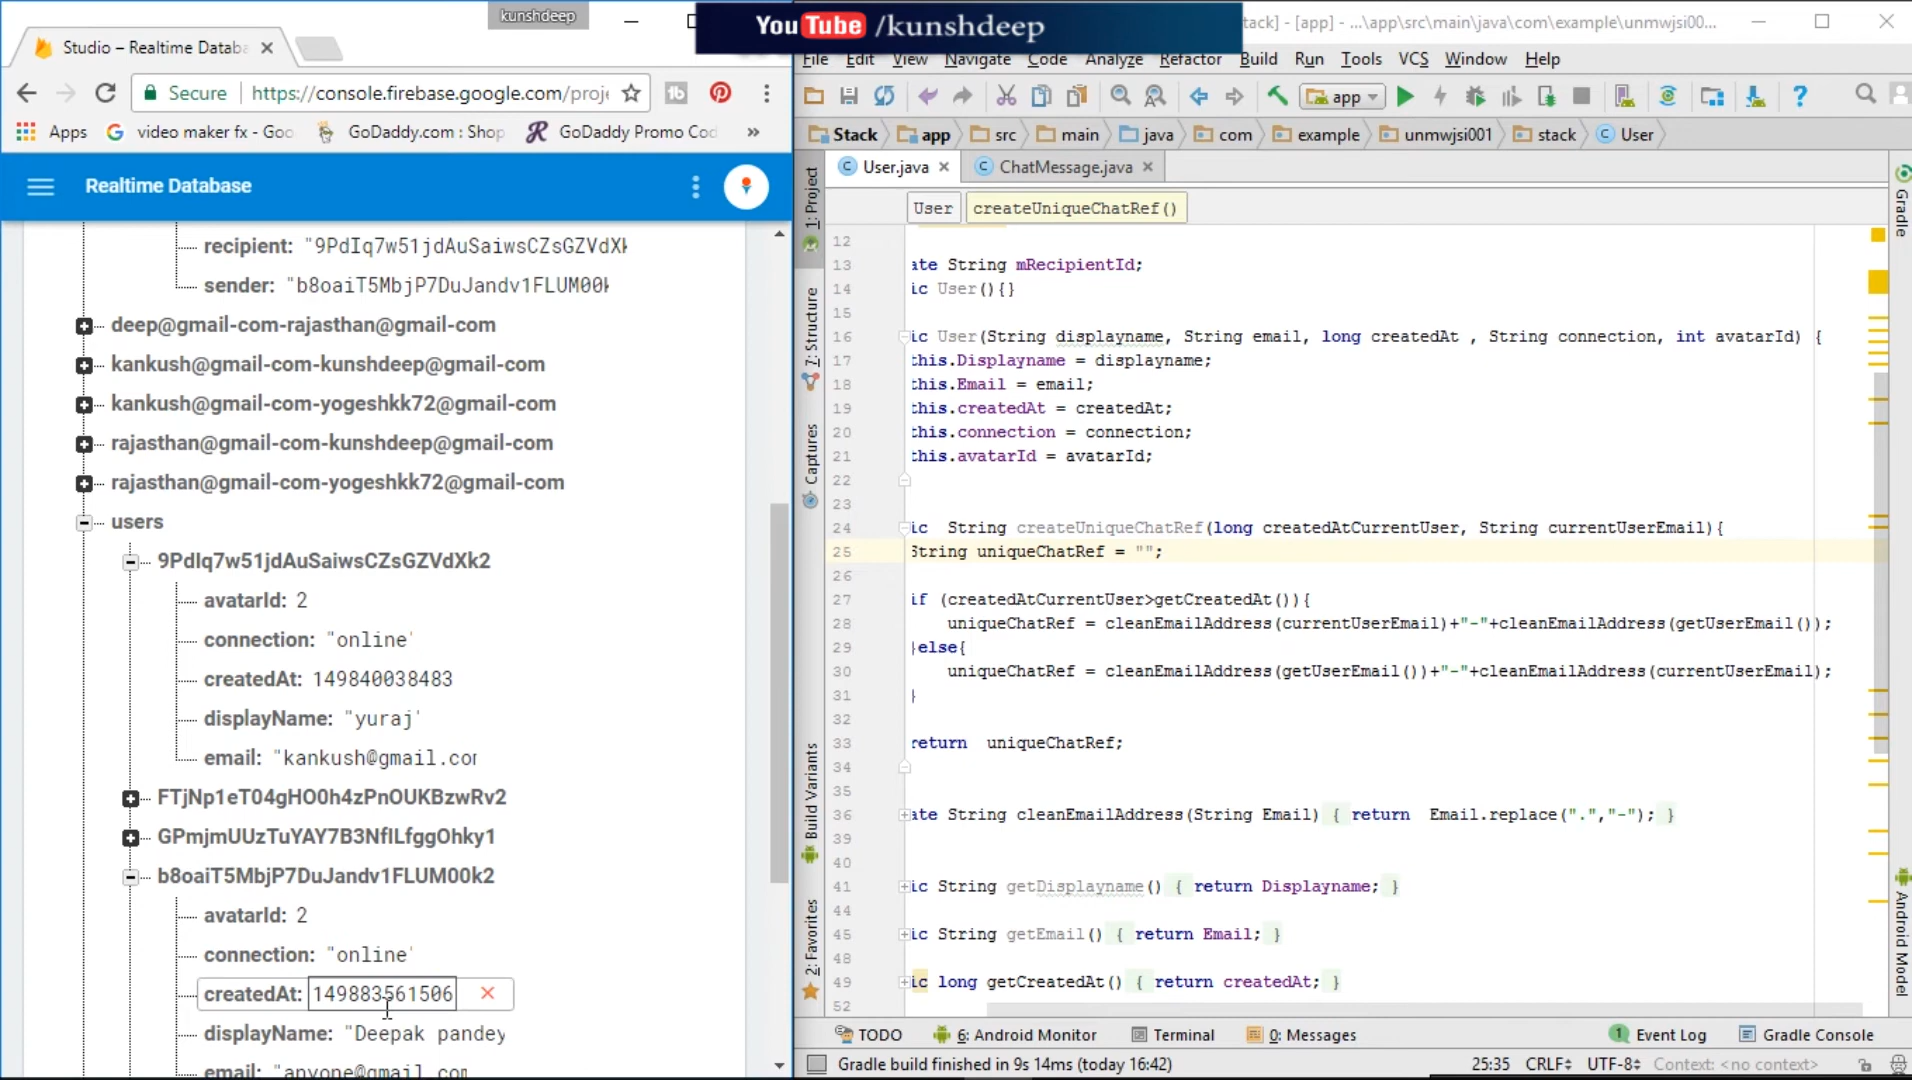 kunshdeep
YouTube /kunshdeep
tack] - [app] - ...\app\src\main\java\com\example\unmwjsi00...
Studio – Realtime Databa
File Edit View Navigate Code Analyze Refactor Build Run Tools VCS Window Help
Secure https://console.firebase.google.com/proje
app
Apps video maker fx - Goo GoDaddy.com : Shop GoDaddy Promo Cod »
Stack app src main java com example unmwjsi001 stack User
User.java ChatMessage.java
Realtime Database
User createUniqueChatRef()
recipient: "9PdIq7w51jdAuSaiwsCZsGZVdXk
sender: "b8oaiT5MbjP7DuJandv1FLUM00k
deep@gmail-com-rajasthan@gmail-com
kankush@gmail-com-kunshdeep@gmail-com
kankush@gmail-com-yogeshkk72@gmail-com
rajasthan@gmail-com-kunshdeep@gmail-com
rajasthan@gmail-com-yogeshkk72@gmail-com
users
9PdIq7w51jdAuSaiwsCZsGZVdXk2
avatarId: 2
connection: "online"
createdAt: 149840038483
displayName: "yuraj"
email: "kankush@gmail.com
FTjNp1eT04gHO0h4zPnOUKBzwRv2
GPmjmUUzTuYAY7B3NflLfggOhky1
b8oaiT5MbjP7DuJandv1FLUM00k2
avatarId: 2
connection: "online"
createdAt: 149883561506
displayName: "Deepak pandey
email: "anyone@gmail.com
1: Project
7: Structure
Captures
Build Variants
2: Favorites
12
13 ate String mRecipientId;
14 ic User(){}
15
16 ic User(String displayname, String email, long createdAt , String connection, int avatarId) {
17 this.Displayname = displayname;
18 this.Email = email;
19 this.createdAt = createdAt;
20 this.connection = connection;
21 this.avatarId = avatarId;
22
23
24 ic String createUniqueChatRef(long createdAtCurrentUser, String currentUserEmail){
25 String uniqueChatRef = "";
26
27 if (createdAtCurrentUser>getCreatedAt()){
28 uniqueChatRef = cleanEmailAddress(currentUserEmail)+"-"+cleanEmailAddress(getUserEmail());
29 }else{
30 uniqueChatRef = cleanEmailAddress(getUserEmail())+"-"+cleanEmailAddress(currentUserEmail);
31 }
32
33 return uniqueChatRef;
34
35
36 ate String cleanEmailAddress(String Email) { return Email.replace(".","-"); }
39
40
41 ic String getDisplayname() { return Displayname; }
44
45 ic String getEmail() { return Email; }
48
49 ic long getCreatedAt() { return createdAt; }
52
Gradle
Android Model
TODO 6: Android Monitor Terminal 0: Messages 1 Event Log Gradle Console
Gradle build finished in 9s 14ms (today 16:42) 25:35 CRLF UTF-8 Context: <no context>